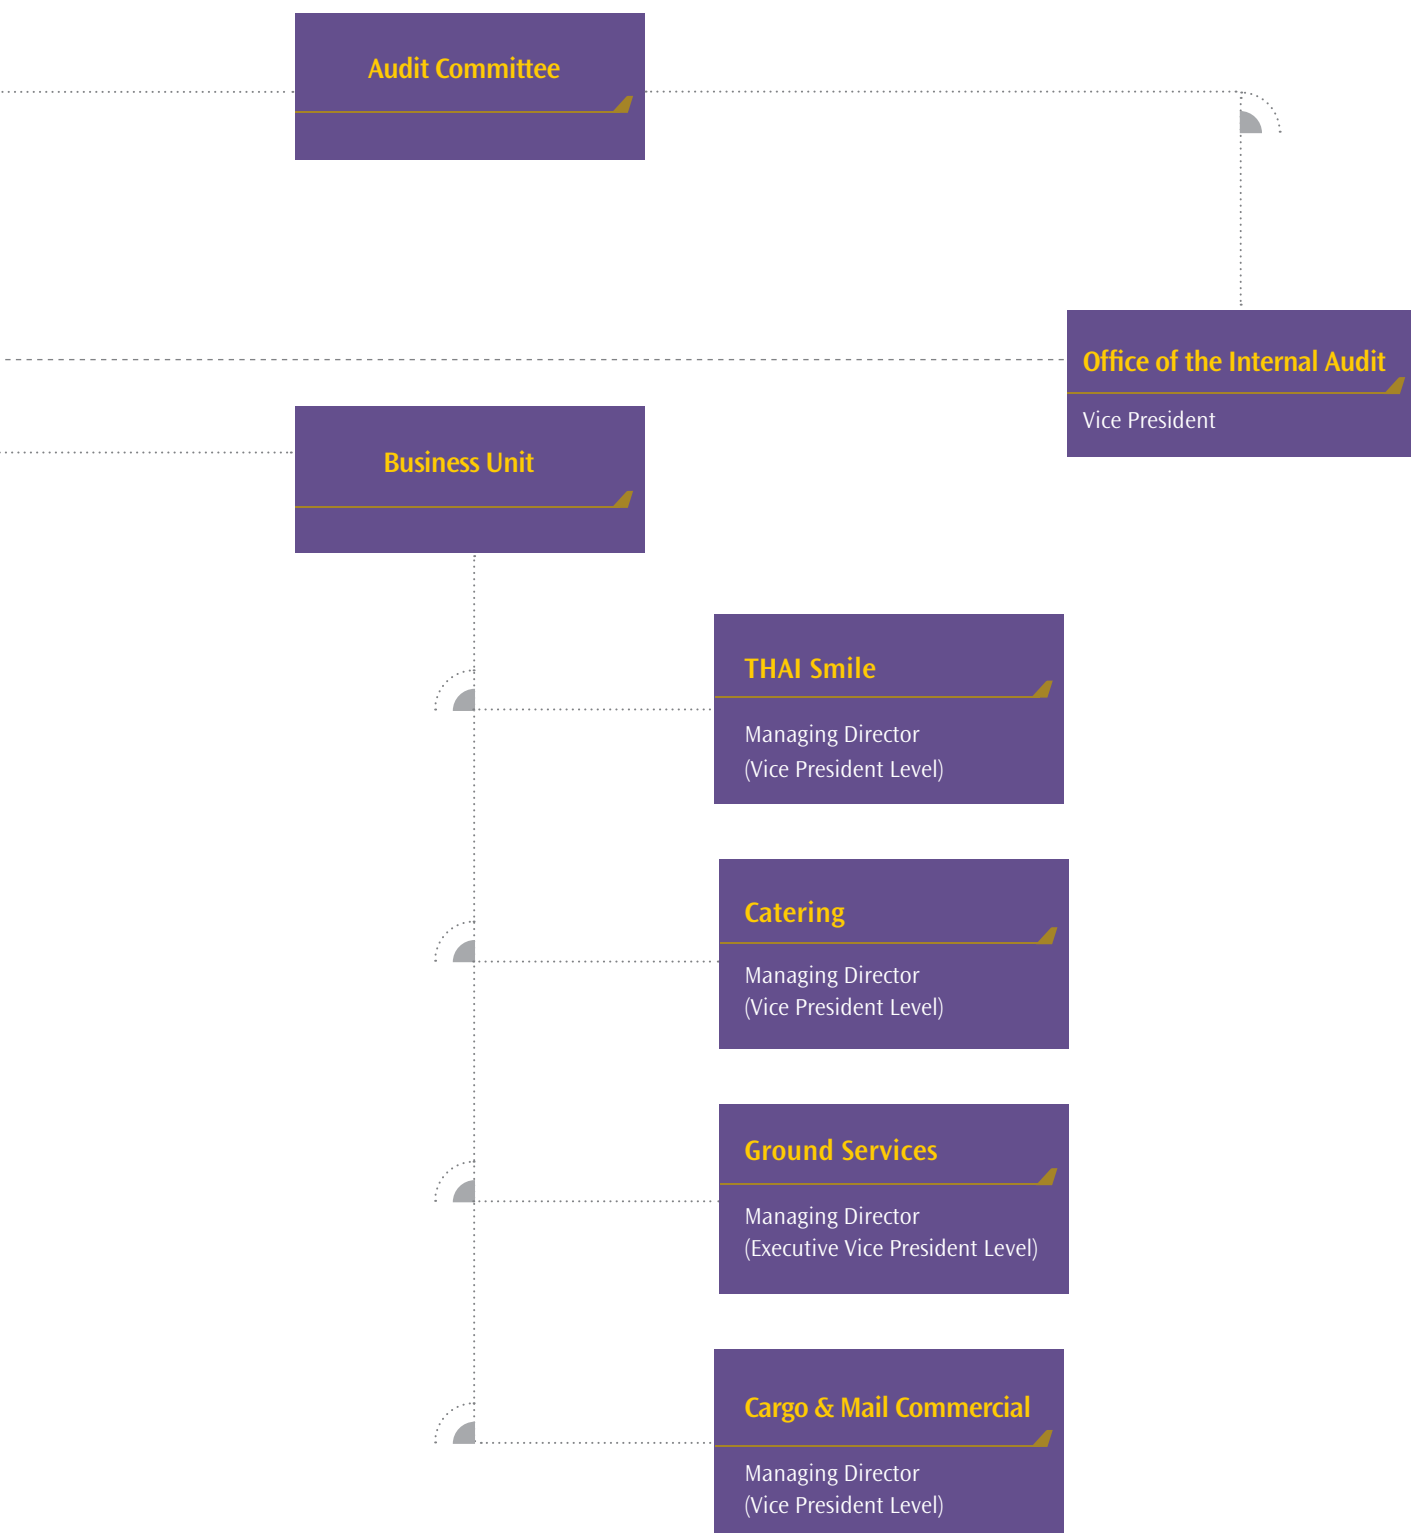 Audit Committee
Office of the Internal Audit
Vice President
Business Unit
THAI Smile
Managing Director
(Vice President Level)
Catering
Managing Director
(Vice President Level)
Ground Services
Managing Director
(Executive Vice President Level)
Cargo & Mail Commercial
Managing Director
(Vice President Level)